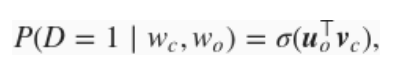 P(D = 1 | w_c, w_o) = σ(u_o^⊤ v_c),